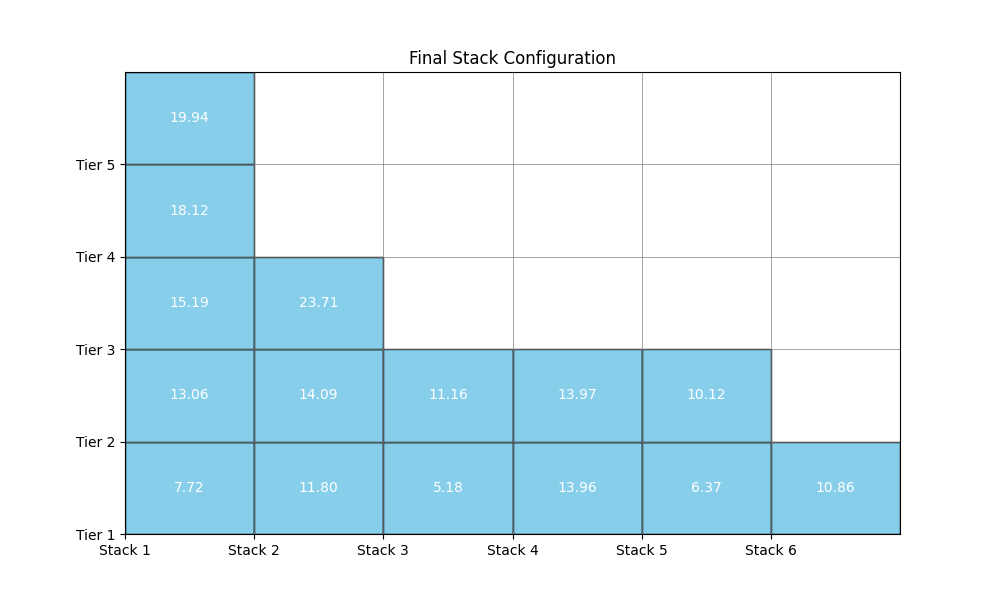 Final Stack Configuration
19.94
Tier 5
18.12
Tier 4
15.19 23.71
Tier 3
13.06 14.09 11.16 13.97 10.12
Tier 2
7.72 11.80 5.18 13.96 6.37 10.86
Tier 1
Stack 1 Stack 2 Stack 3 Stack 4 Stack 5 Stack 6